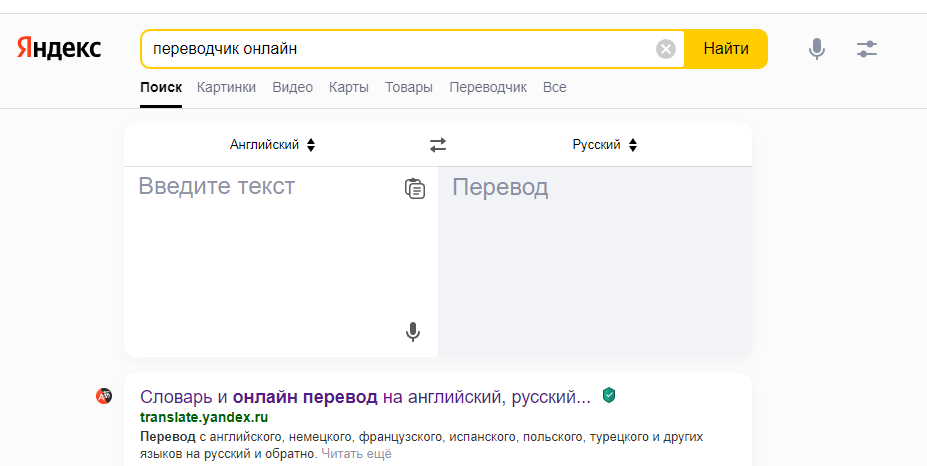 Яндекс
переводчик онлайн
Найти
Поиск Картинки Видео Карты Товары Переводчик Все
Английский
Русский
Введите текст
Перевод
Словарь и онлайн перевод на английский, русский...
translate.yandex.ru
Перевод с английского, немецкого, французского, испанского, польского, турецкого и других
языков на русский и обратно. Читать ещё